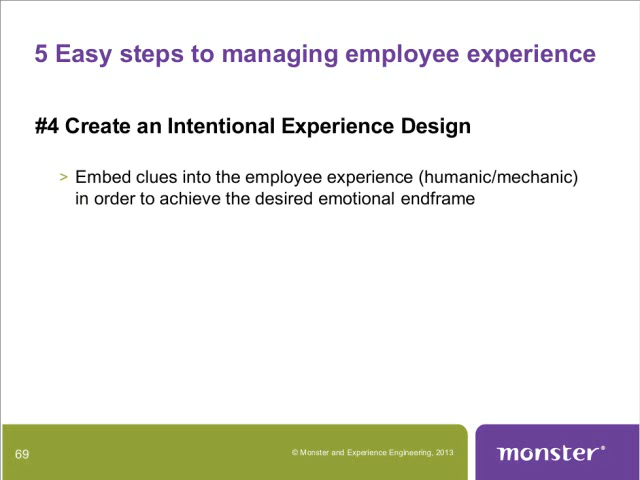 5 Easy steps to managing employee experience
#4 Create an Intentional Experience Design
> Embed clues into the employee experience (humanic/mechanic)
in order to achieve the desired emotional endframe
69
© Monster and Experience Engineering, 2013
monster®